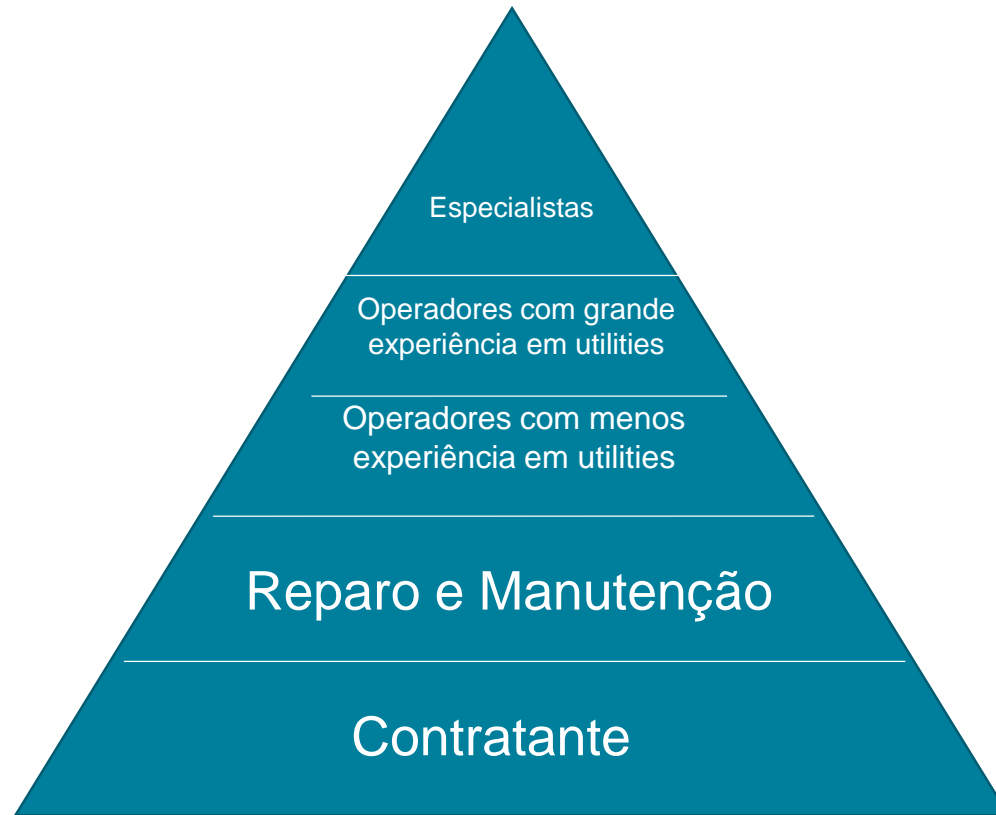 Especialistas
Operadores com grande
experiência em utilities
Operadores com menos
experiência em utilities
Reparo e Manutenção
Contratante